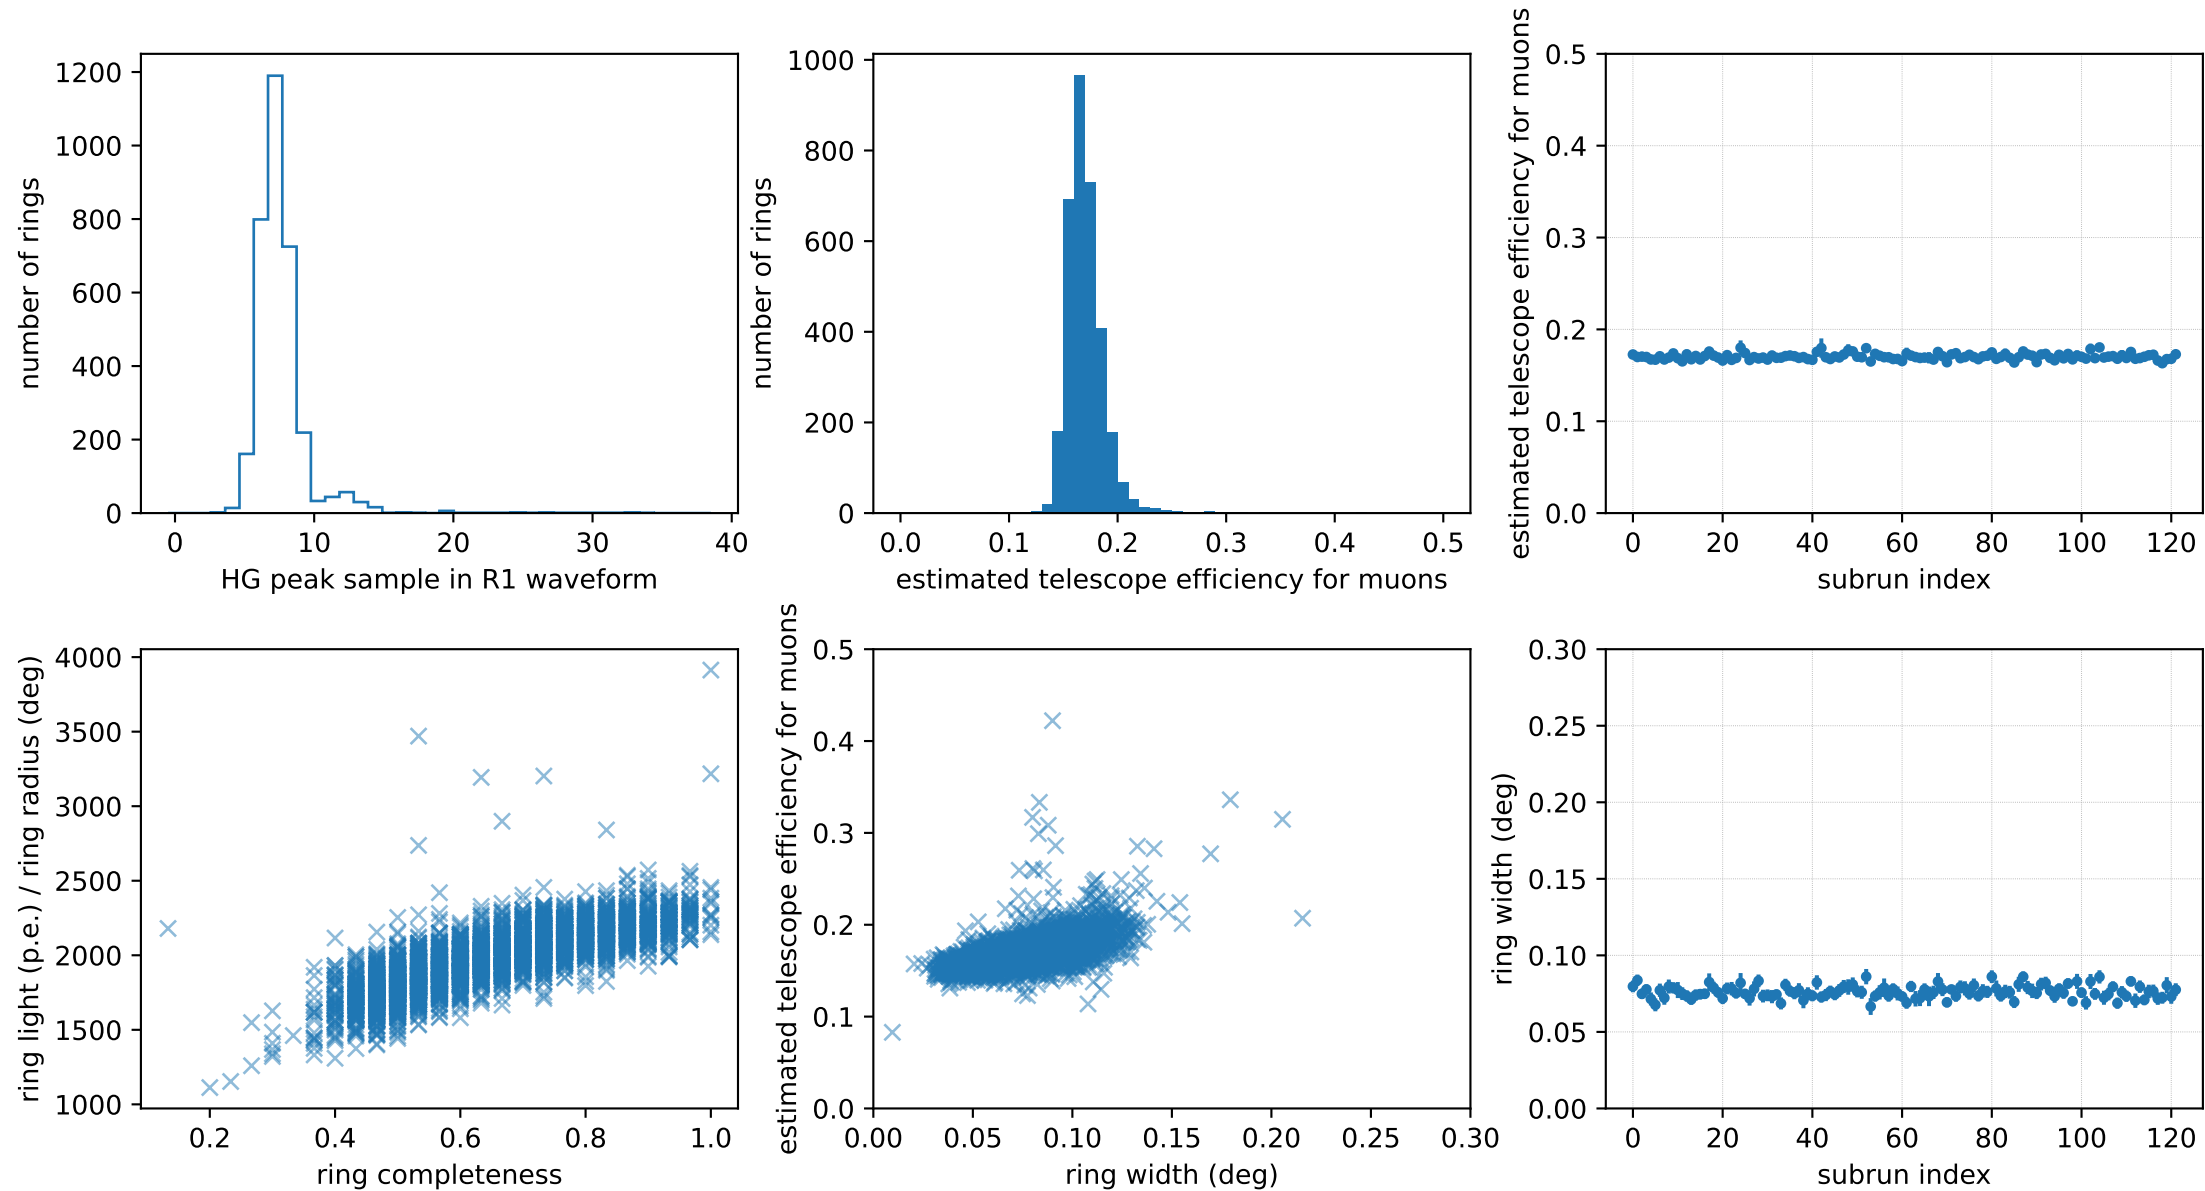 number of rings
1200
1000
800
600
400
200
0
0 10 20 30 40
HG peak sample in R1 waveform
number of rings
1000
800
600
400
200
0
0.0 0.1 0.2 0.3 0.4 0.5
estimated telescope efficiency for muons
estimated telescope efficiency for muons
0.5
0.4
0.3
0.2
0.1
0.0
0 20 40 60 80 100 120
subrun index
ring light (p.e.) / ring radius (deg)
4000
3500
3000
2500
2000
1500
1000
0.2 0.4 0.6 0.8 1.0
ring completeness
estimated telescope efficiency for muons
0.5
0.4
0.3
0.2
0.1
0.0
0.00 0.05 0.10 0.15 0.20 0.25 0.30
ring width (deg)
ring width (deg)
0.30
0.25
0.20
0.15
0.10
0.05
0.00
0 20 40 60 80 100 120
subrun index